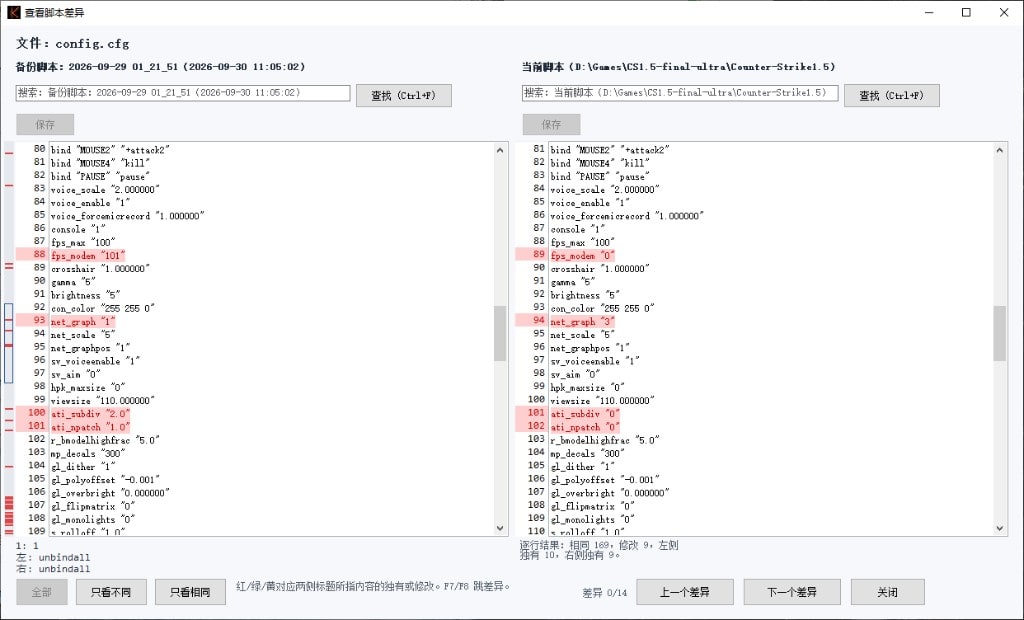 查看脚本差异
文件: config.cfg
备份脚本: 2026-09-29 01_21_51 (2026-09-30 11:05:02)
搜索: 备份脚本: 2026-09-29 01_21_51 (2026-09-30 11:05:02)
查找 (Ctrl+F)
保存
80 bind "MOUSE2" "+attack2"
81 bind "MOUSE4" "kill"
82 bind "PAUSE" "pause"
83 voice_scale "2.000000"
84 voice_enable "1"
85 voice_forcemicrecord "1.000000"
86 console "1"
87 fps_max "100"
88 fps_modem "101"
89 crosshair "1.000000"
90 gamma "5"
91 brightness "5"
92 con_color "255 255 0"
93 net_graph "1"
94 net_scale "5"
95 net_graphpos "1"
96 sv_voiceenable "1"
97 sv_aim "0"
98 hpk_maxsize "0"
99 viewsize "110.000000"
100 ati_subdiv "2.0"
101 ati_npatch "1.0"
102 r_bmodelhighfrac "5.0"
103 mp_decals "300"
104 gl_dither "1"
105 gl_polyoffset "-0.001"
106 gl_overbright "0.000000"
107 gl_flipmatrix "0"
108 gl_monolights "0"
109 s_rolloff "1.0"
当前脚本 (D:\Games\CS1.5-final-ultra\Counter-Strike1.5)
搜索: 当前脚本 (D:\Games\CS1.5-final-ultra\Counter-Strike1.5)
查找 (Ctrl+F)
保存
81 bind "MOUSE2" "+attack2"
82 bind "MOUSE4" "kill"
83 bind "PAUSE" "pause"
84 voice_scale "2.000000"
85 voice_enable "1"
86 voice_forcemicrecord "1.000000"
87 console "1"
88 fps_max "100"
89 fps_modem "0"
90 crosshair "1.000000"
91 gamma "5"
92 brightness "5"
93 con_color "255 255 0"
94 net_graph "3"
95 net_scale "5"
96 net_graphpos "1"
97 sv_voiceenable "1"
98 sv_aim "0"
99 hpk_maxsize "0"
100 viewsize "110.000000"
101 ati_subdiv "0"
102 ati_npatch "0"
103 r_bmodelhighfrac "5.0"
104 mp_decals "300"
105 gl_dither "1"
106 gl_polyoffset "-0.001"
107 gl_overbright "0.000000"
108 gl_flipmatrix "0"
109 gl_monolights "0"
110 s_rolloff "1.0"
1: 1
左: unbindall
右: unbindall
逐行结果: 相同 169, 修改 9, 左侧
独有 10, 右侧独有 9。
全部
只看不同
只看相同
红/绿/黄对应两侧标题所指内容的独有或修改。F7/F8 跳差异。
差异 0/14
上一个差异
下一个差异
关闭